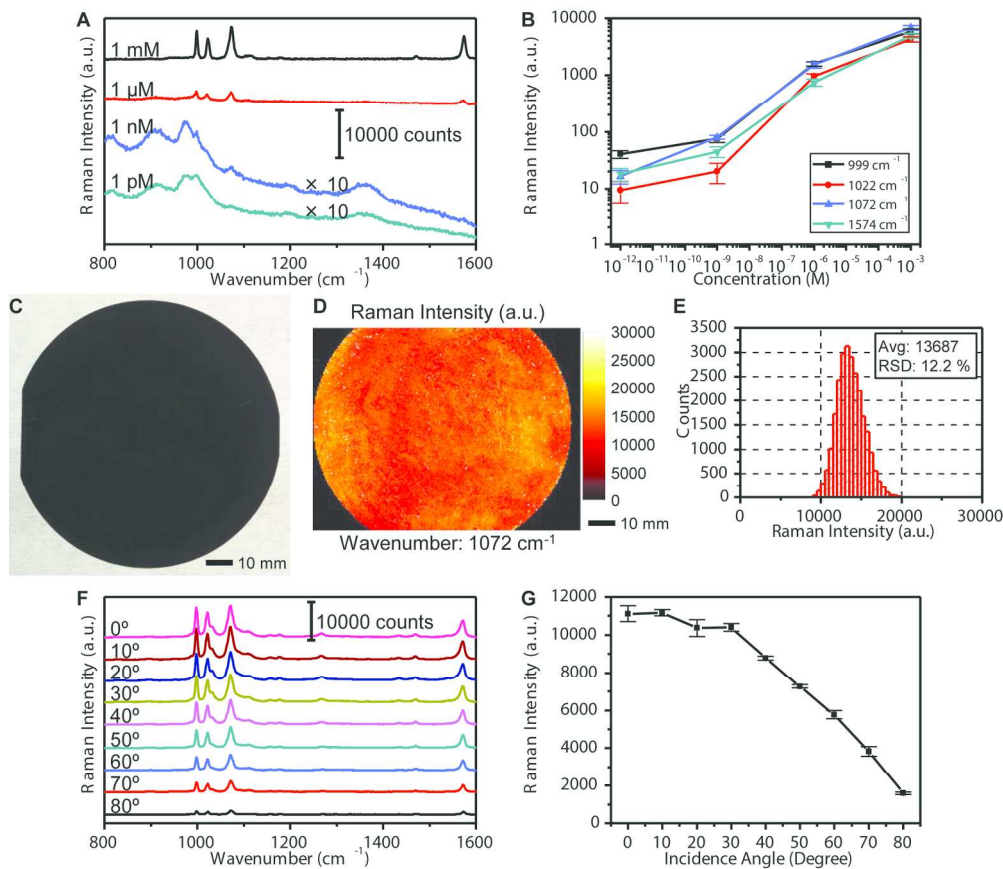 A
Raman Intensity (a.u.)
1 mM
1 µM
1 nM
1 pM
10000 counts
× 10
× 10
800 1000 1200 1400 1600
Wavenumber (cm⁻¹)
B
Raman Intensity (a.u.)
10000
1000
100
10
1
999 cm⁻¹
1022 cm⁻¹
1072 cm⁻¹
1574 cm⁻¹
10⁻¹² 10⁻¹¹ 10⁻¹⁰ 10⁻⁹ 10⁻⁸ 10⁻⁷ 10⁻⁶ 10⁻⁵ 10⁻⁴ 10⁻³
Concentration (M)
C
10 mm
D
Raman Intensity (a.u.)
30000
25000
20000
15000
10000
5000
0
10 mm
Wavenumber: 1072 cm⁻¹
E
Counts
3500
3000
2500
2000
1500
1000
500
0
Avg: 13687
RSD: 12.2 %
0 10000 20000 30000
Raman Intensity (a.u.)
F
Raman Intensity (a.u.)
10000 counts
0º
10º
20º
30º
40º
50º
60º
70º
80º
800 1000 1200 1400 1600
Wavenumber (cm⁻¹)
G
Raman Intensity (a.u.)
12000
10000
8000
6000
4000
2000
0
0 10 20 30 40 50 60 70 80
Incidence Angle (Degree)